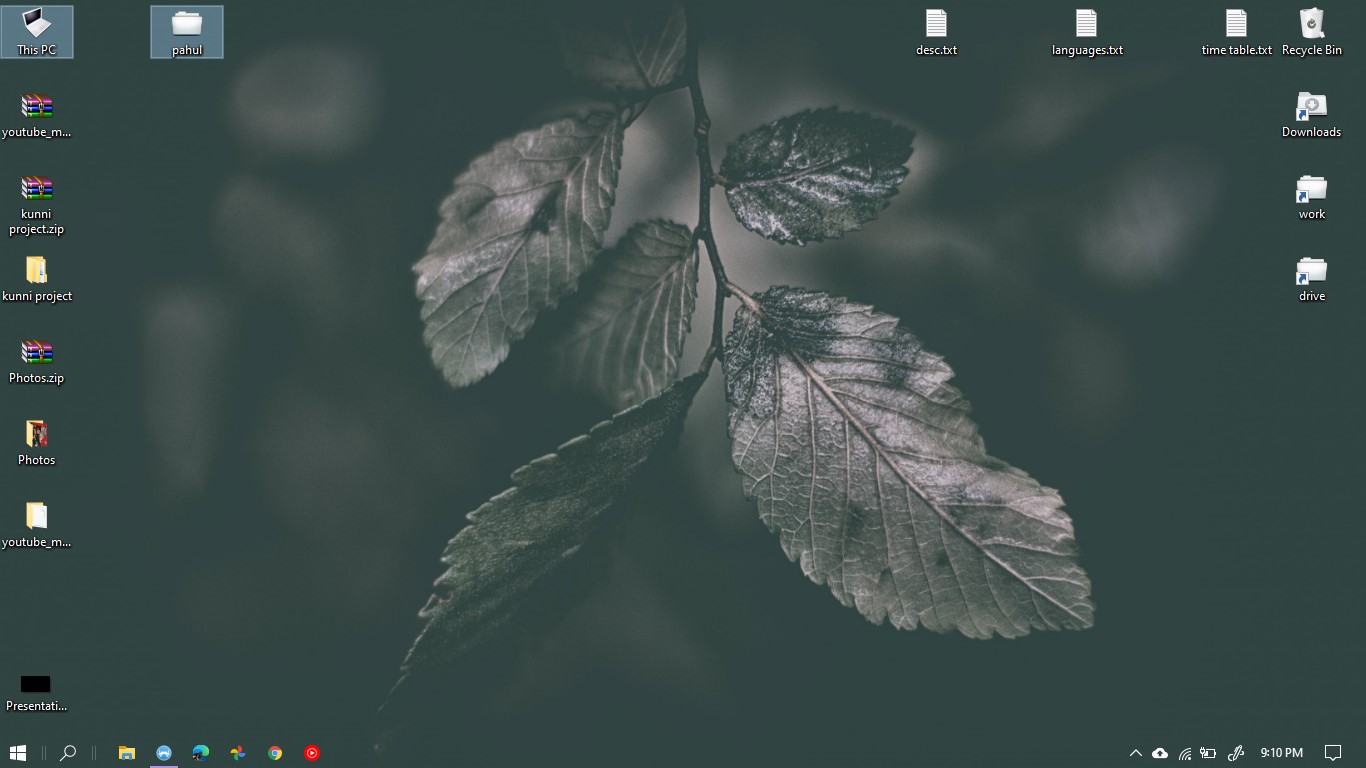 This PC
pahul
desc.txt
languages.txt
time table.txt
Recycle Bin
youtube_m...
Downloads
kunni
project.zip
work
kunni project
drive
Photos.zip
Photos
youtube_m...
Presentati...
9:10 PM